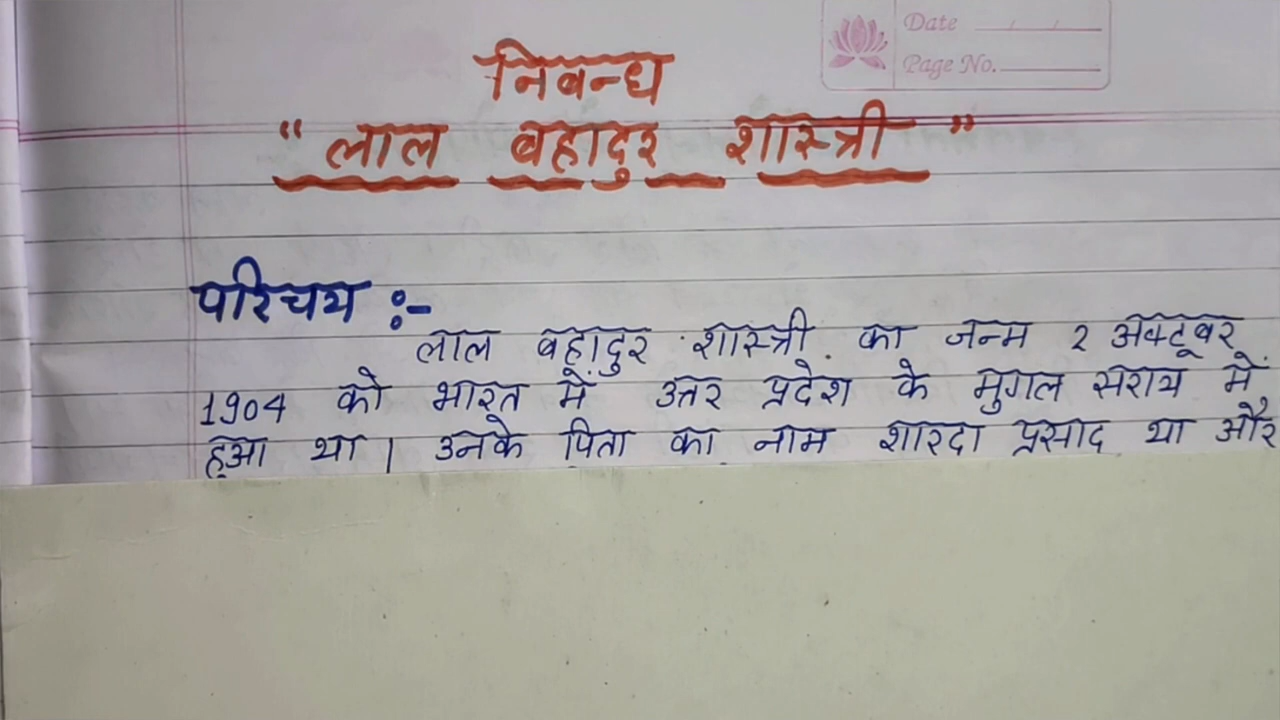 Date / /
Page No.
निबन्ध
“ लाल बहादुर शास्त्री ”
परिचय :-
लाल बहादुर शास्त्री का जन्म 2 अक्टूबर
1904 को भारत में उत्तर प्रदेश के मुगल सराय में
हुआ था । उनके पिता का नाम शारदा प्रसाद था और